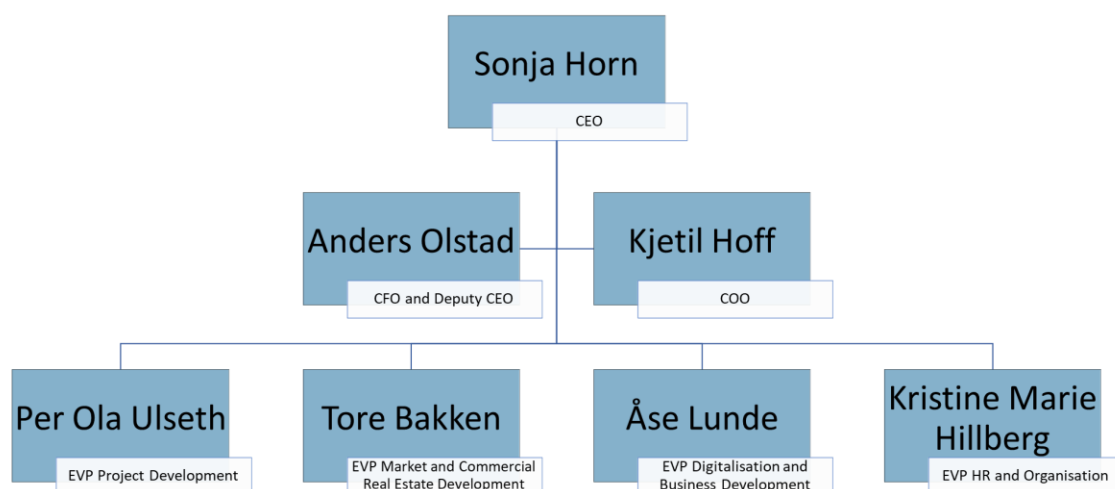 Sonja Horn
CEO
Anders Olstad
CFO and Deputy CEO
Kjetil Hoff
COO
Per Ola Ulseth
EVP Project Development
Tore Bakken
EVP Market and Commercial
Real Estate Development
Åse Lunde
EVP Digitalisation and
Business Development
Kristine Marie
Hillberg
EVP HR and Organisation